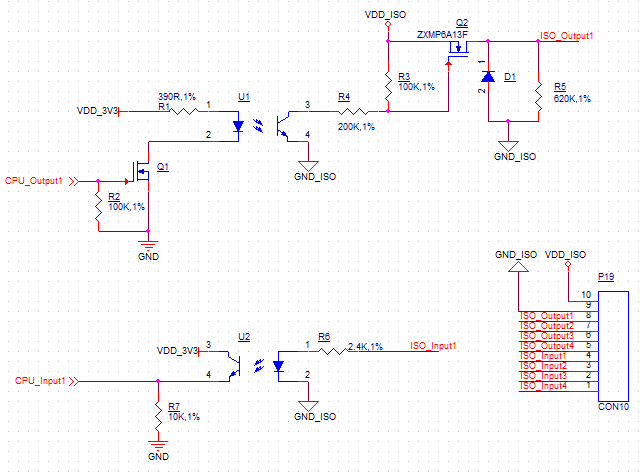 VDD_ISO
Q2
ZXMP6A13F
ISO_Output1
1
D1
2
R3
100K,1%
R5
620K,1%
GND_ISO
390R,1%
R1
VDD_3V3
1
2
U1
3
4
R4
200K,1%
GND_ISO
CPU_Output1
Q1
R2
100K,1%
GND
GND_ISO
VDD_ISO
P19
10
9
ISO_Output1 8
ISO_Output2 7
ISO_Output3 6
ISO_Output4 5
ISO_Input1 4
ISO_Input2 3
ISO_Input3 2
ISO_Input4 1
CON10
U2
VDD_3V3
3
4
1
2
R6
2.4K,1%
ISO_Input1
GND_ISO
CPU_Input1
R7
10K,1%
GND